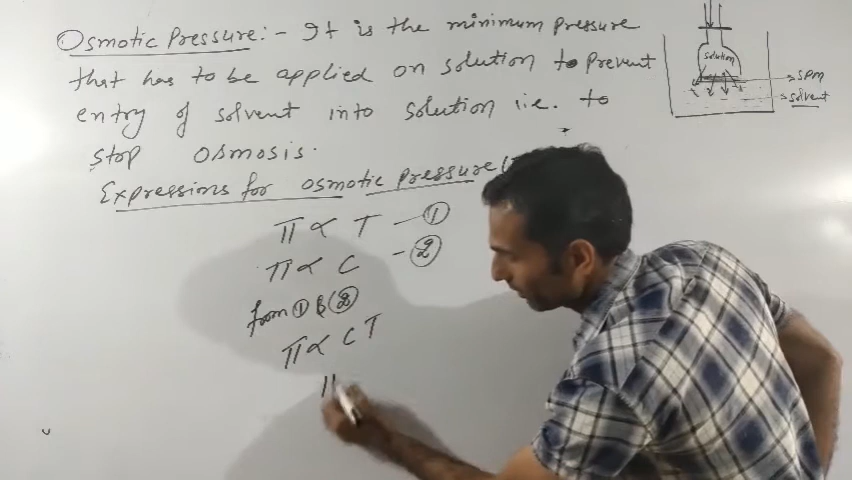 Osmotic Pressure:- It is the minimum pressure
that has to be applied on solution to Prevent
entry of solvent into solution i.e. to
stop osmosis.
Solution
SPM
solvent
Expressions for osmotic pressure (
π ∝ T — ①
π ∝ C — ②
from ① & ②
π ∝ C T